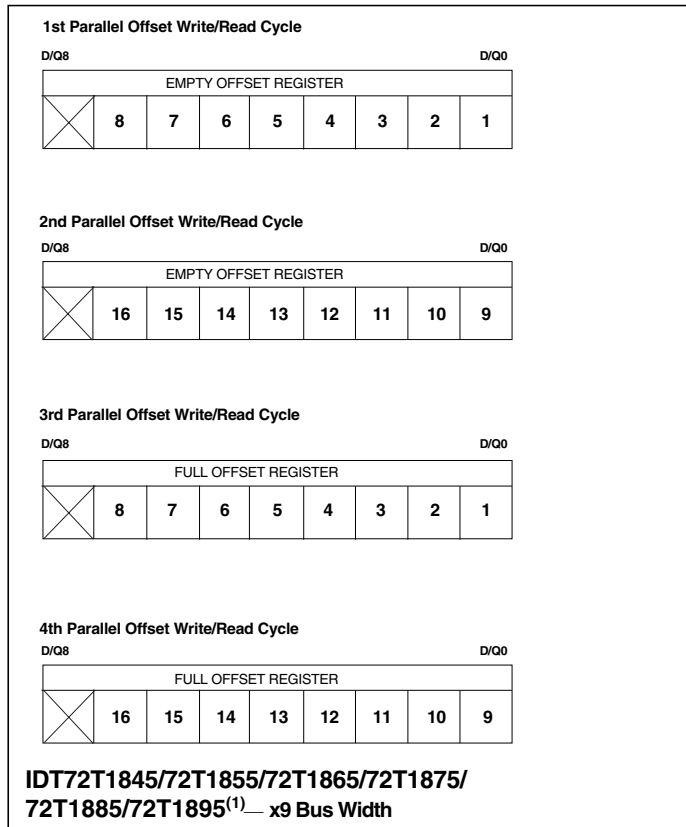 1st Parallel Offset Write/Read Cycle
D/Q8 D/Q0
EMPTY OFFSET REGISTER
8 7 6 5 4 3 2 1
2nd Parallel Offset Write/Read Cycle
D/Q8 D/Q0
EMPTY OFFSET REGISTER
16 15 14 13 12 11 10 9
3rd Parallel Offset Write/Read Cycle
D/Q8 D/Q0
FULL OFFSET REGISTER
8 7 6 5 4 3 2 1
4th Parallel Offset Write/Read Cycle
D/Q8 D/Q0
FULL OFFSET REGISTER
16 15 14 13 12 11 10 9
IDT72T1845/72T1855/72T1865/72T1875/
72T1885/72T1895(1)— x9 Bus Width